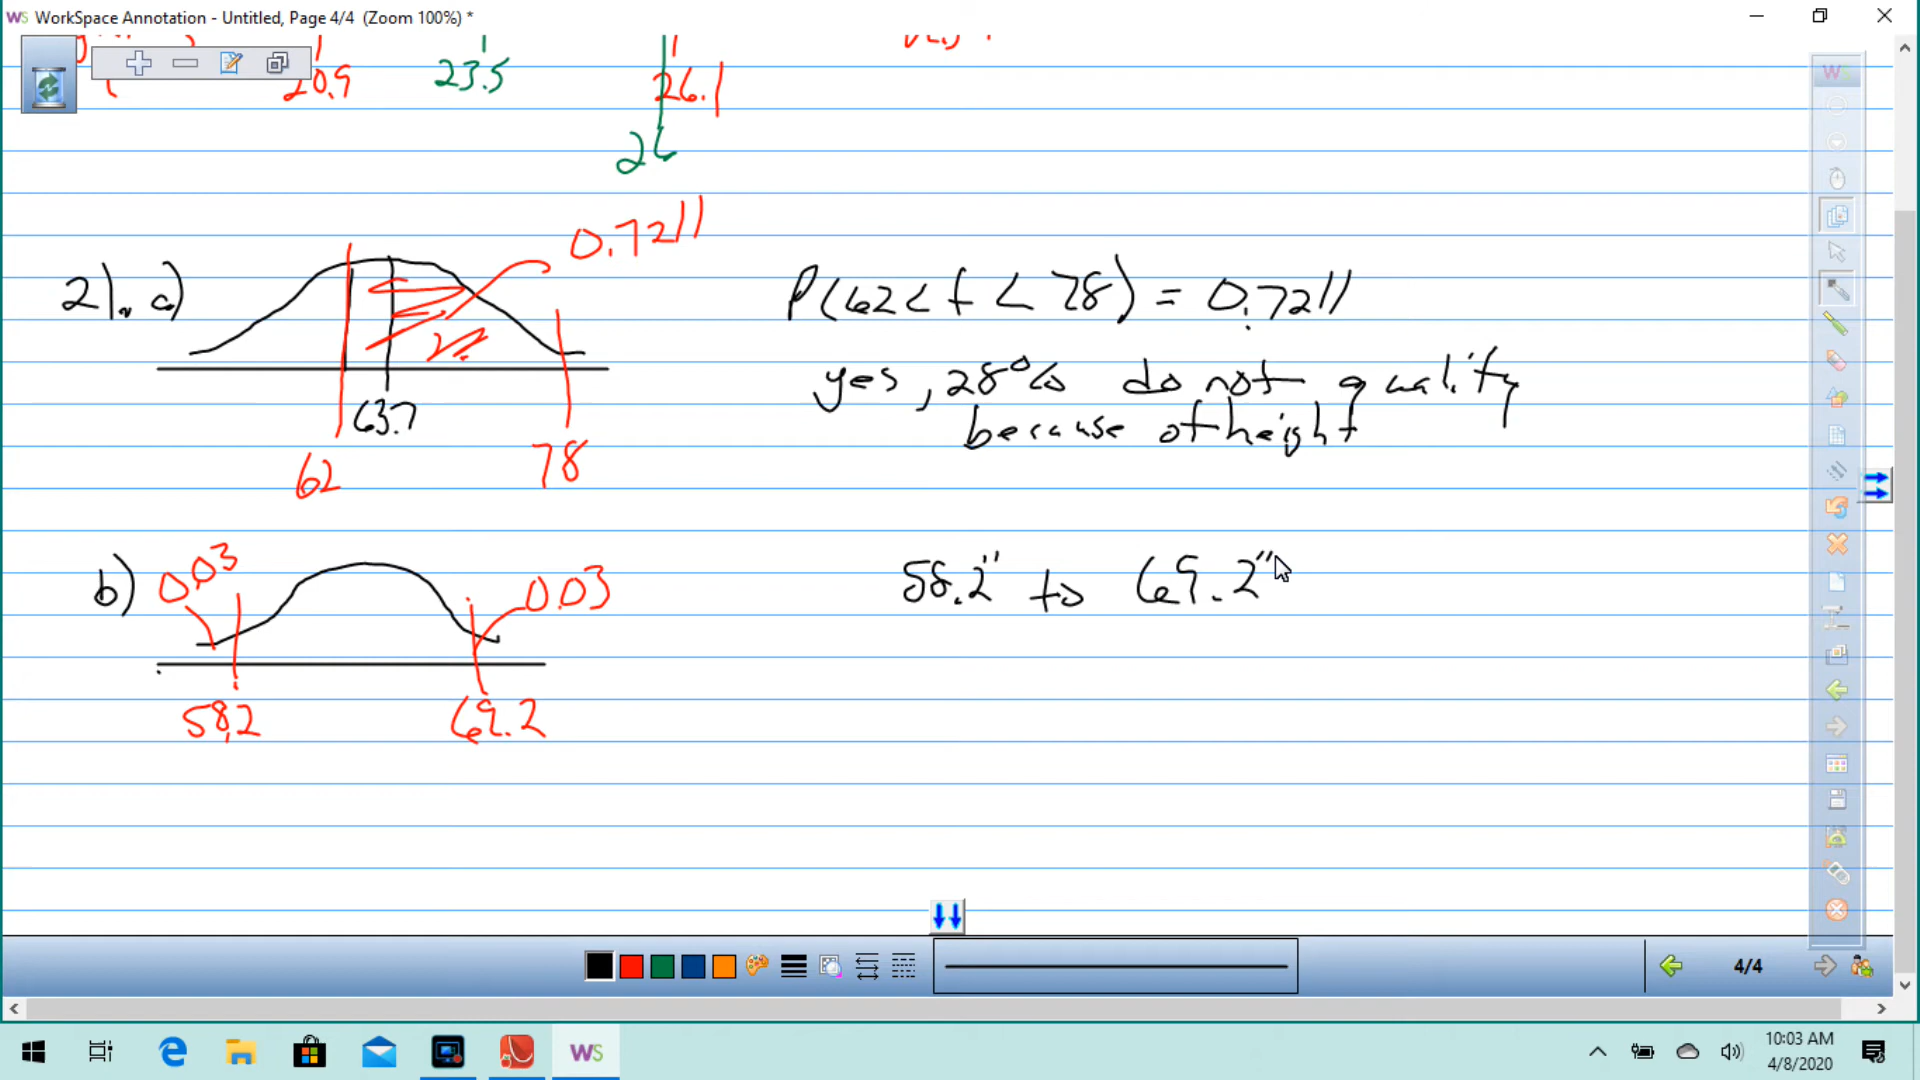 WS WorkSpace Annotation - Untitled, Page 4/4 (Zoom 100%) *
20.9 23.5 26.1
26
0.7211
2). a) P(62 < f < 78) = 0.7211
yes, 28% do not qualify
because of height
63.7
62 78
b) 0.03 0.03 58.2" to 69.2"
58.2 69.2
4/4
WS
10:03 AM
4/8/2020